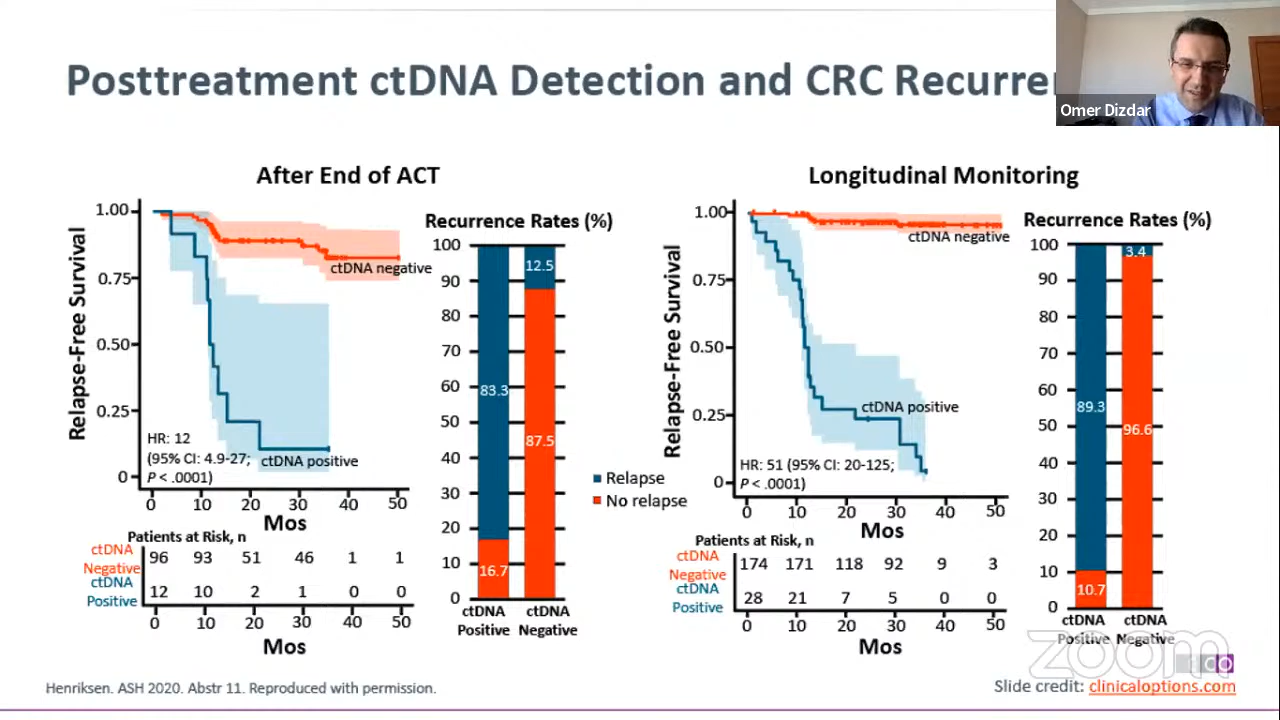 Posttreatment ctDNA Detection and CRC
Omer Dizdar
After End of ACT
Relapse-Free Survival
1.00
0.75
0.50
0.25
0
ctDNA negative
HR: 12
(95% CI: 4.9-27;
P < .0001)
ctDNA positive
0 10 20 30 40 50
Mos
Patients at Risk, n
ctDNA
Negative
96 93 51 46 1 1
ctDNA
Positive
12 10 2 1 0 0
0 10 20 30 40 50
Mos
Recurrence Rates (%)
100
90
80
70
60
50
40
30
20
10
0
83.3
16.7
12.5
87.5
ctDNA
Positive
ctDNA
Negative
Relapse
No relapse
Longitudinal Monitoring
Relapse-Free Survival
1.00
0.75
0.50
0.25
0
ctDNA negative
ctDNA positive
HR: 51 (95% CI: 20-125;
P < .0001)
0 10 20 30 40 50
Mos
Patients at Risk, n
ctDNA
Negative
174 171 118 92 9 3
ctDNA
Positive
28 21 7 5 0 0
0 10 20 30 40 50
Mos
Recurrence Rates (%)
100
90
80
70
60
50
40
30
20
10
0
89.3
10.7
3.4
96.6
ctDNA
Positive
ctDNA
Negative
zoom
Henriksen. ASH 2020. Abstr 11. Reproduced with permission.
Slide credit: clinicaloptions.com